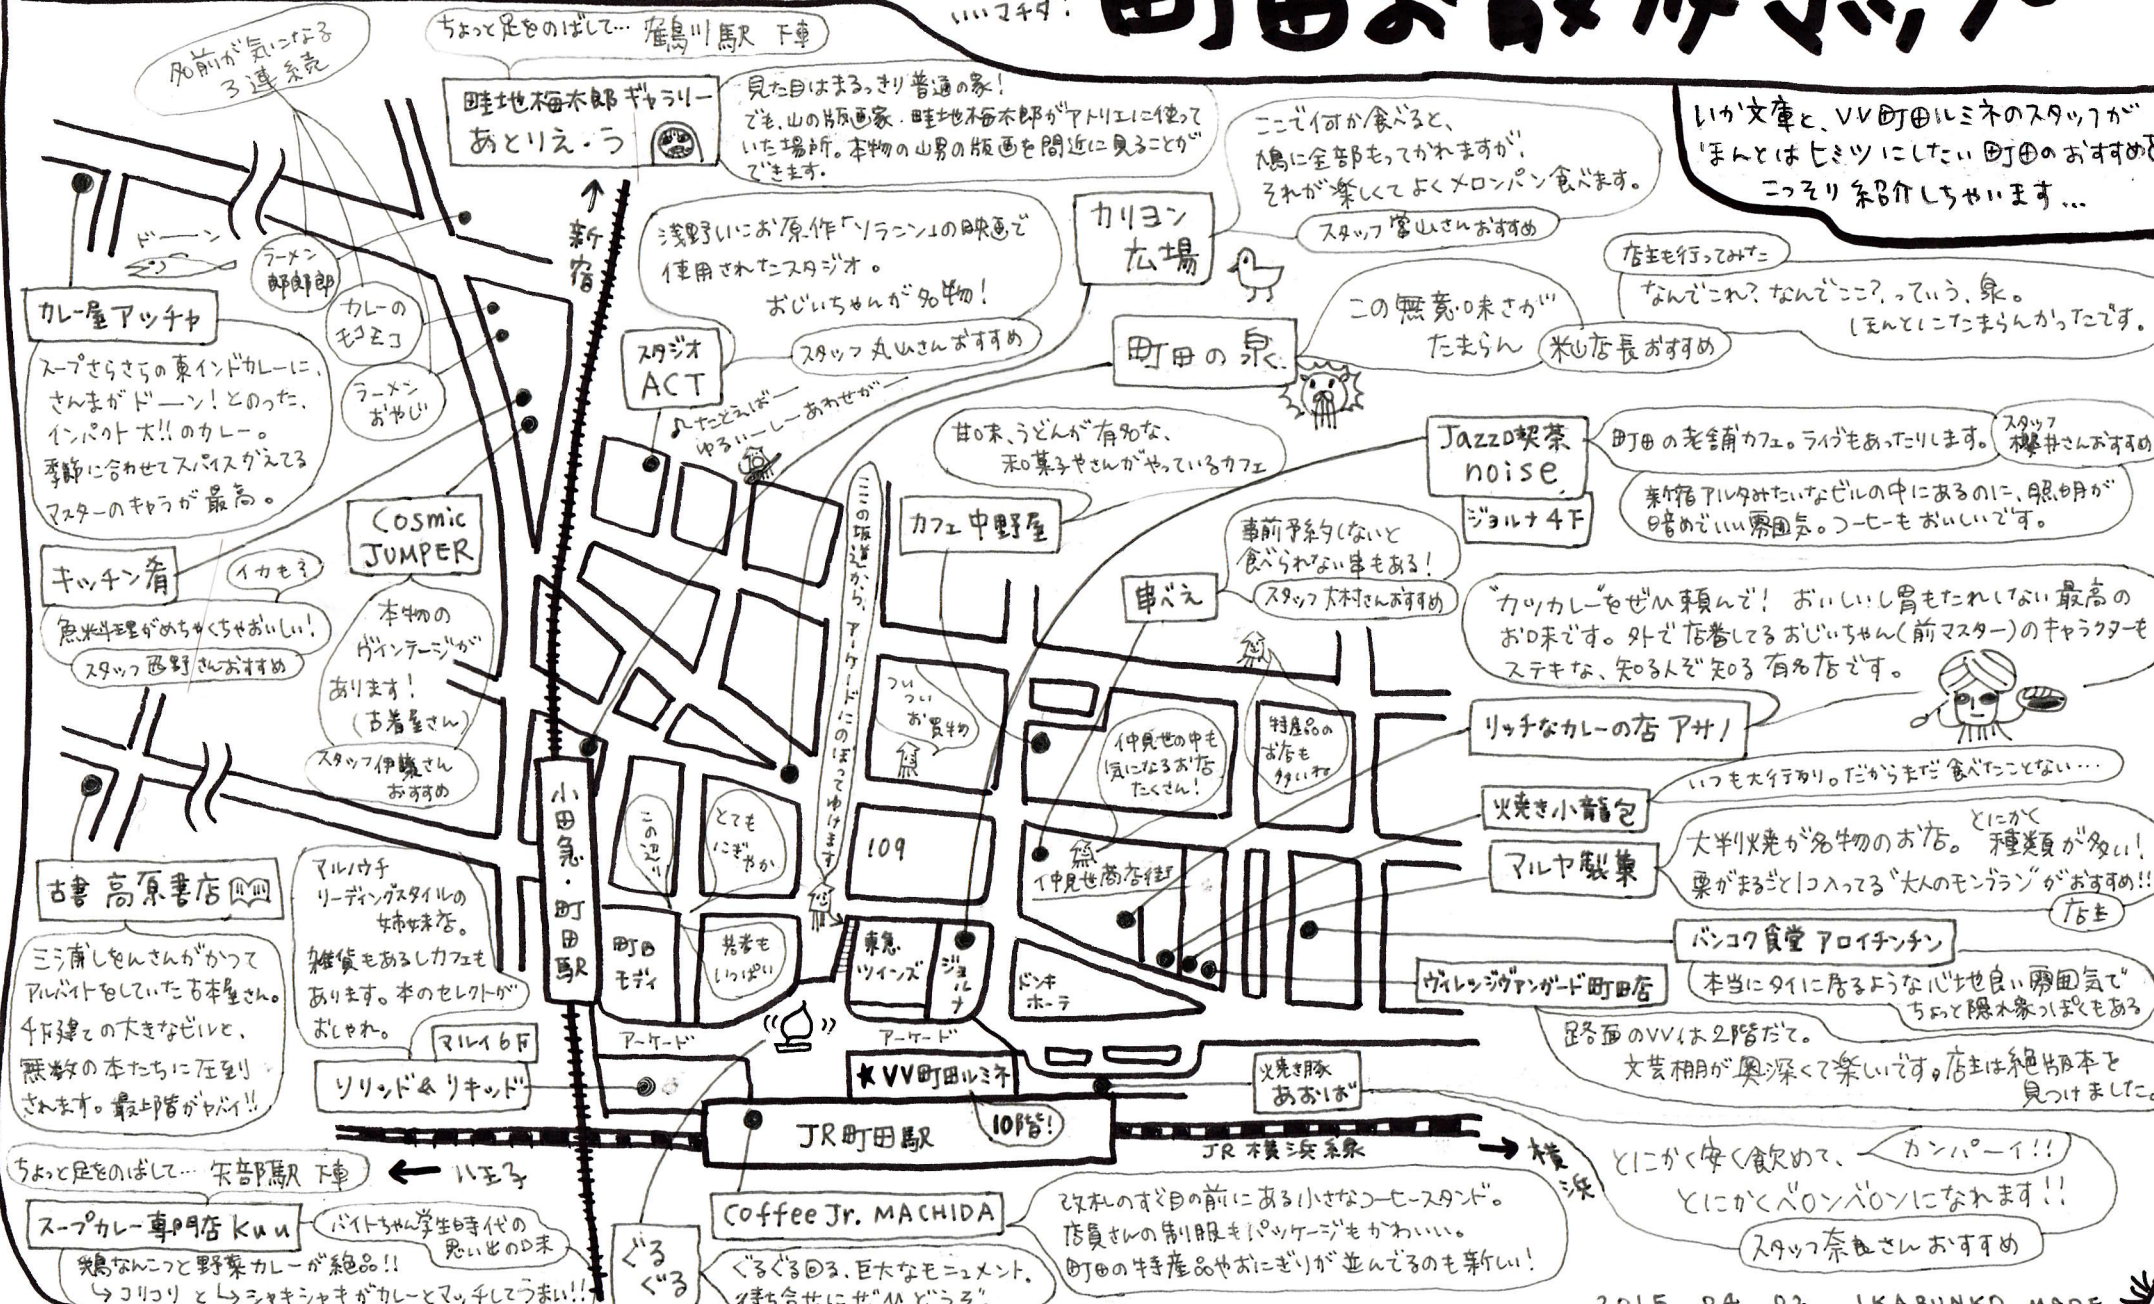 いいマチダ!
町田お散歩マップ
いか文庫と、VV町田ルミネのスタッフが
ほんとはヒミツにしたい町田のおすすめを
こっそり紹介しちゃいます…
名前が気になる
3連続
ラーメン
郎郎郎
カレーの
モコモコ
ラーメン
おやじ
ちょっと足をのばして… 鶴川駅 下車
畦地梅太郎ギャラリー
あとりえ・う
見た目はまるっきり普通の家!
でも、山の版画家・畦地梅太郎がアトリエに使って
いた場所。本物の山男の版画を間近に見ることが
できます。
新宿
カリヨン
広場
ここで何か食べると、
鳩に全部もってかれますが、
それが楽しくてよくメロンパン食べます。
スタッフ 富山さんおすすめ
浅野いにお原作「ソラニン」の映画で
使用されたスタジオ。
おじいちゃんが名物!
スタッフ 丸山さんおすすめ
スタジオ
ACT
たとえばー
ゆるいーしーあわせがー
町田の泉
この無意味さが
たまらん
米山店長おすすめ
店主も行ってみた
なんでこれ?なんでここ?、っていう、泉。
ほんとにたまらんかったです。
ドーーン
カレー屋アッチャ
スープさらさらの東インドカレーに、
さんまがドーーン!とのった、
インパクト大!!のカレー。
季節に合わせてスパイスかえてる
マスターのキャラが最高。
Cosmic
JUMPER
本物の
ヴィンテージが
あります!
(古着屋さん)
スタッフ伊藤さん
おすすめ
キッチン肴
イカも?
魚料理がめちゃくちゃおいしい!
スタッフ西野さんおすすめ
甘味、うどんが有名な、
和菓子やさんがやっているカフェ
カフェ中野屋
Jazz喫茶
noise
ジョルナ4F
町田の老舗カフェ。ライブもあったりします。
スタッフ
櫻井さんおすすめ
新宿アルタみたいなビルの中にあるのに、照明が
暗めでいい雰囲気。コーヒーもおいしいです。
串べえ
事前予約しないと
食べられない串もある!
スタッフ大村さんおすすめ
"カツカレー"をぜひ頼んで! おいしいし胃もたれしない最高の
お味です。外で店番してるおじいちゃん(前マスター)のキャラクターも
ステキな、知る人ぞ知る有名店です。
リッチなカレーの店 アサノ
ここの坂道から、アーケードにのぼってゆけます
ついつい
お買物
仲見世の中も
気になるお店
たくさん!
特産品の
お店も
多いね
仲見世商店街
火焼き小龍包
いつも大行列。だからまだ食べたことない…
マルヤ製菓
大判焼が名物のお店。とにかく種類が多い!
栗がまるごと1コ入ってる"大人のモンブラン"がおすすめ!!
店主
バンコク食堂 アロイチンチン
本当にタイに居るような心地良い雰囲気で
ちょっと隠れ家っぽくもある
ヴィレッジヴァンガード町田店
路面のVVは2階だて。
文芸棚が奥深くて楽しいです。店主は絶版本を
見つけました。
小田急・町田駅
この辺
とても
にぎやか
若者も
いっぱい
町田
モディ
109
東急
ツインズ
ジョルナ
ドンキ
ホーテ
アーケード
アーケード
古書 高原書店
三浦しをんさんがかつて
アルバイトをしていた古本屋さん。
4F建ての大きなビルと、
無数の本たちに圧倒
されます。最上階がヤバイ!!
マルノウチ
リーディングスタイルの
姉妹店。
雑貨もあるしカフェも
あります。本のセレクトが
おしゃれ。
マルイ6F
ソリッド&リキッド
★VV町田ルミネ
10階!
JR町田駅
JR横浜線
横浜
八王子
火焼き豚
あおば
とにかく安く飲めて、
とにかくベロンベロンになれます!!
カンパーイ!!
スタッフ奈良さんおすすめ
ちょっと足をのばして… 矢部駅 下車
スープカレー専門店 Kuu
バイトちゃん学生時代の
思い出の味
鶏なんこつと野菜カレーが絶品!!
コリコリ と シャキシャキがカレーとマッチしてうまい!!
ぐる
ぐる
ぐるぐる回る、巨大なモニュメント。
待ち合せにぜひどうぞ。
Coffee Jr. MACHIDA
改札のすぐ目の前にある小さなコーヒースタンド。
店員さんの制服もパッケージもかわいい。
町田の特産品やおにぎりが並んでるのも新しい!